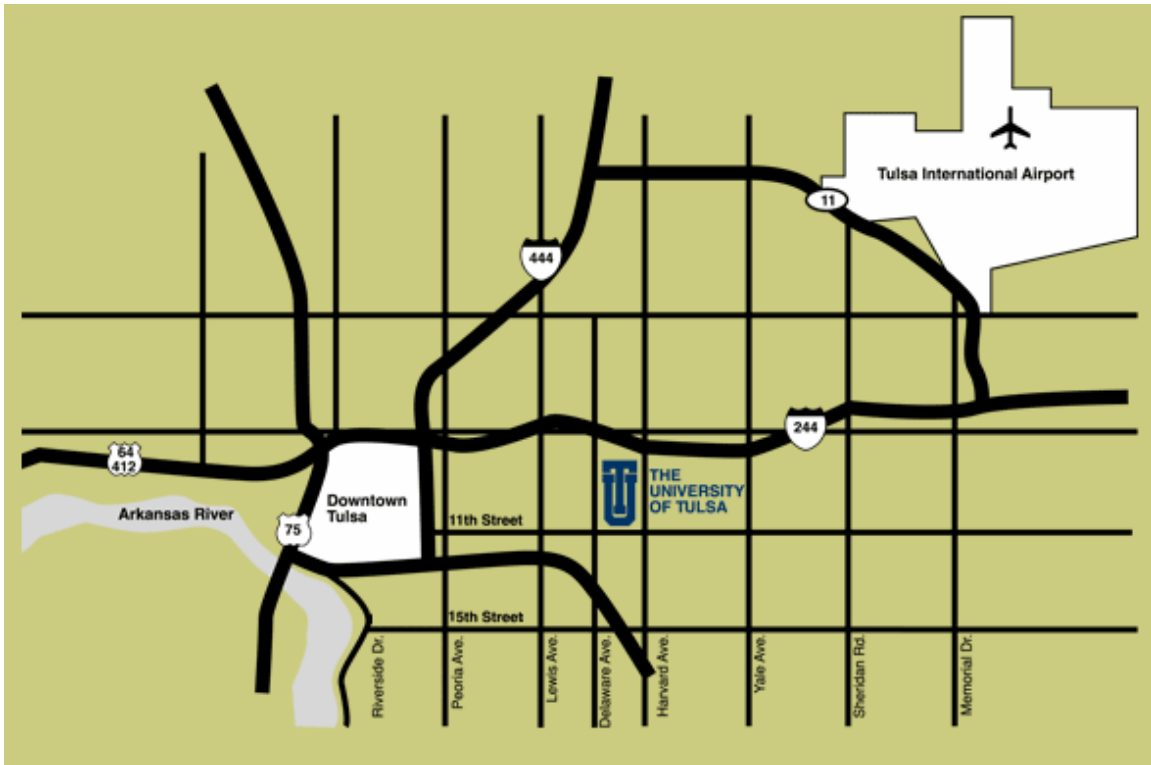 Tulsa International Airport
11
444
244
64
412
THE
UNIVERSITY
OF TULSA
Downtown
Tulsa
Arkansas River
75
11th Street
15th Street
Riverside Dr.
Peoria Ave.
Lewis Ave.
Delaware Ave.
Harvard Ave.
Yale Ave.
Sheridan Rd.
Memorial Dr.